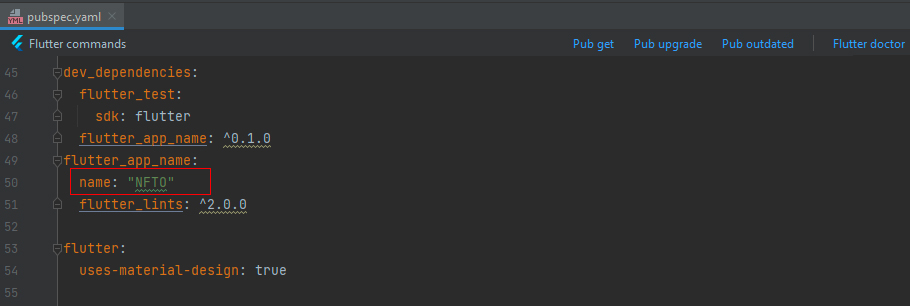 pubspec.yaml
Flutter commands Pub get Pub upgrade Pub outdated Flutter doctor
45 dev_dependencies:
46 flutter_test:
47 sdk: flutter
48 flutter_app_name: ^0.1.0
49 flutter_app_name:
50 name: "NFTO"
51 flutter_lints: ^2.0.0
52
53 flutter:
54 uses-material-design: true
55